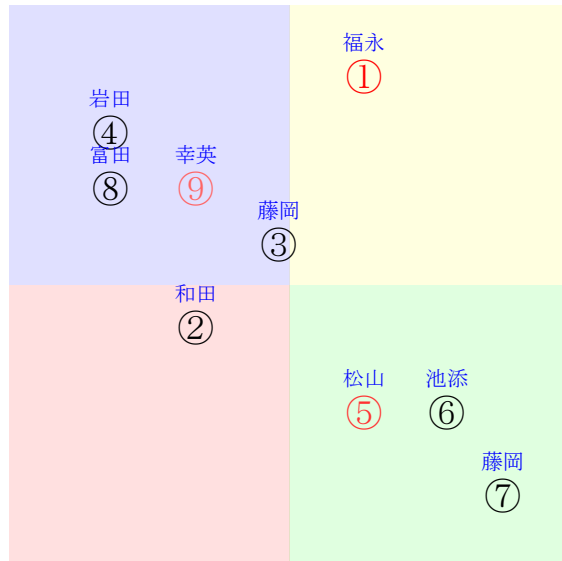 福永
①
岩田
④
富田
⑧
幸英
⑨
藤岡
③
和田
②
松山
⑤
池添
⑥
藤岡
⑦